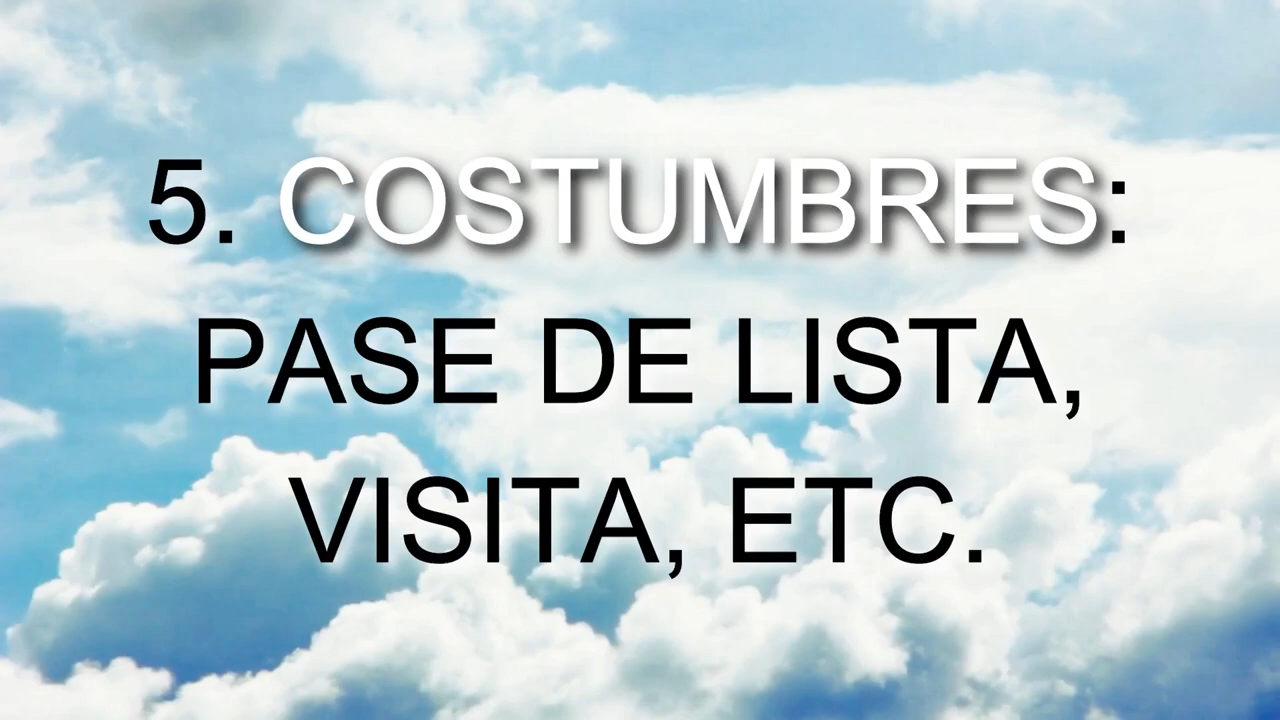 5. COSTUMBRES:
PASE DE LISTA,
VISITA, ETC.